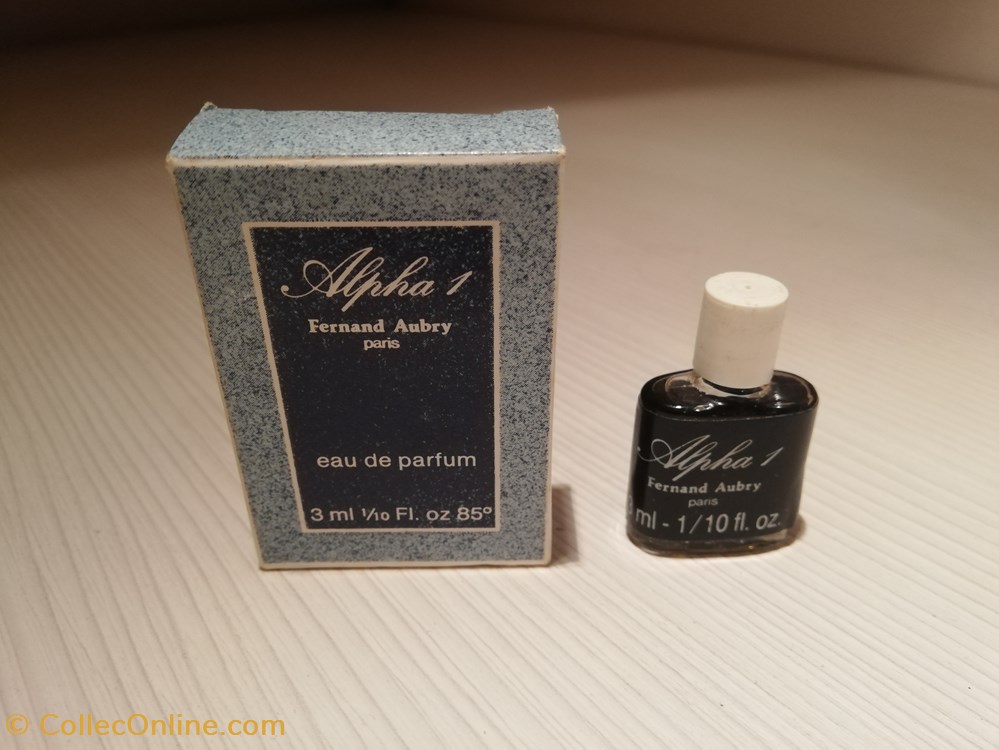 Alpha 1
Fernand Aubry
paris
eau de parfum
3 ml 1/10 Fl. oz 85°
Alpha 1
Fernand Aubry
paris
ml - 1/10 fl. oz.
© CollecOnline.com